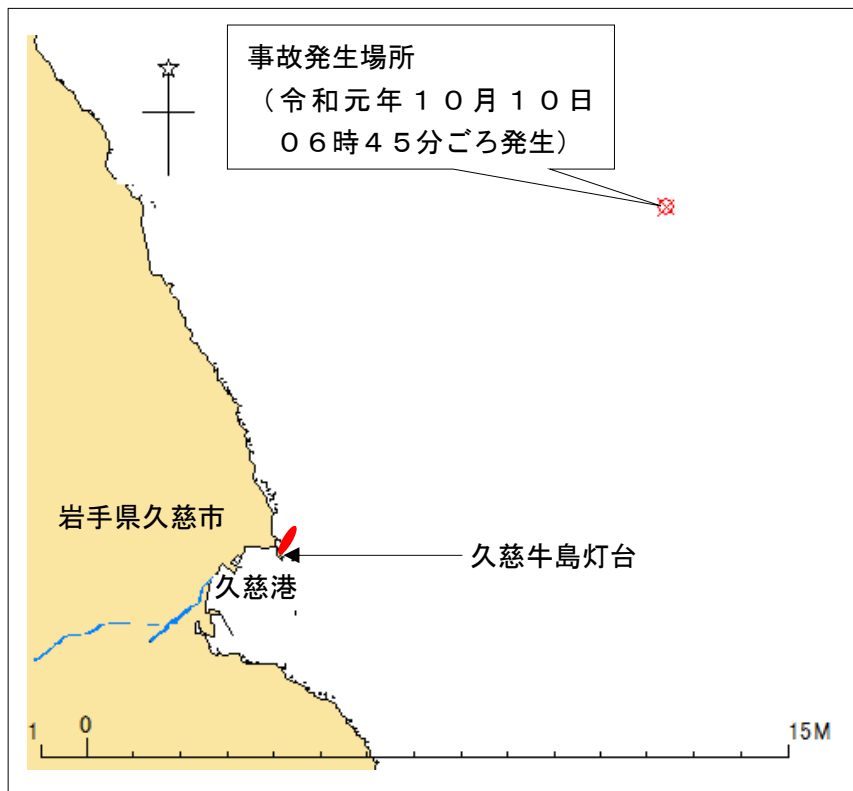 事故発生場所
（令和元年１０月１０日
０６時４５分ごろ発生）
岩手県久慈市
久慈牛島灯台
久慈港
1 0 15M